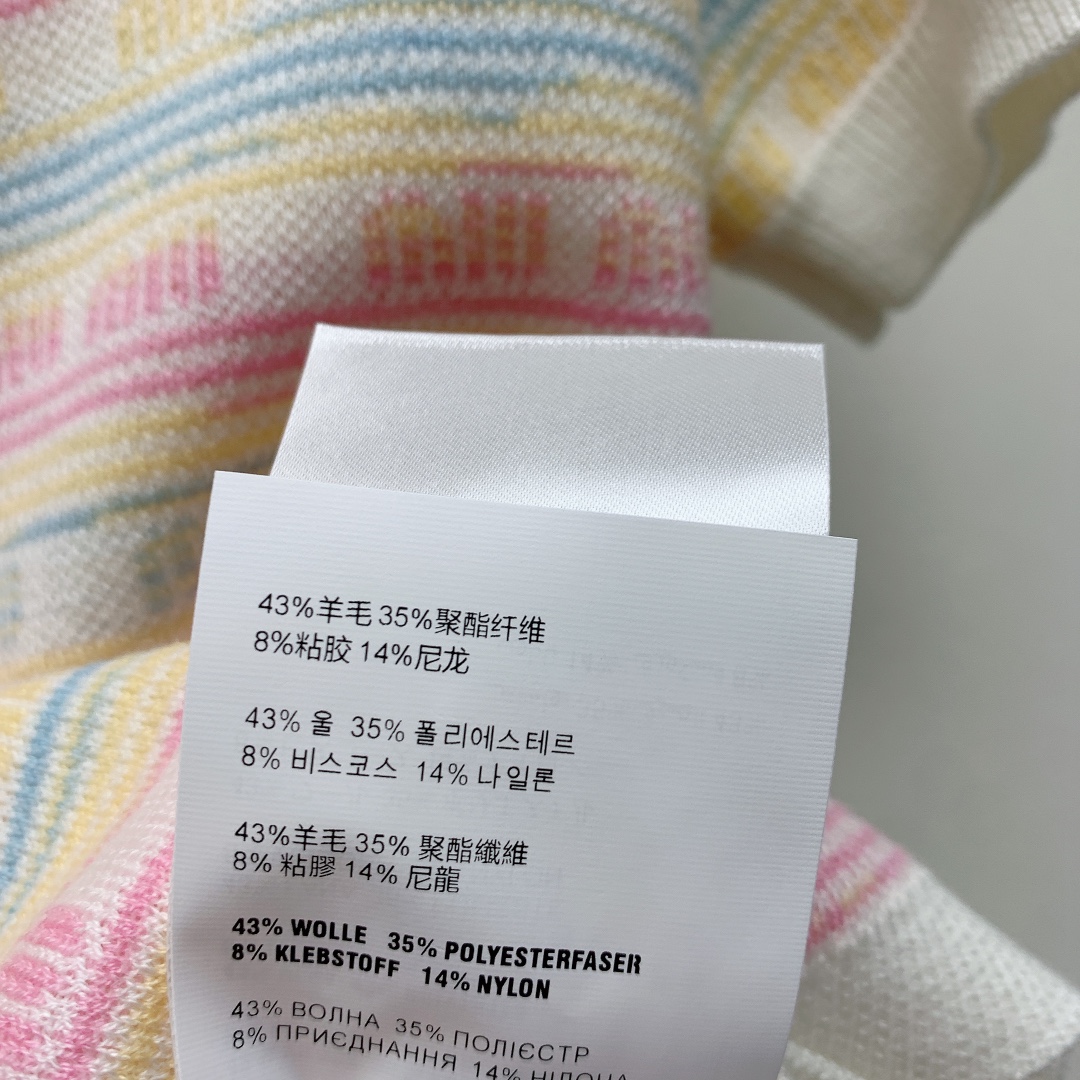 43%羊毛 35%聚酯纤维
8%粘胶 14%尼龙
43% 울 35% 폴리에스테르
8% 비스코스 14% 나일론
43%羊毛 35% 聚酯纖維
8% 粘膠 14% 尼龍
43% WOLLE 35% POLYESTERFASER
8% KLEBSTOFF 14% NYLON
43% ВОЛНА 35% ПОЛІЄСТР
8% ПРИЄДНАННЯ 14%